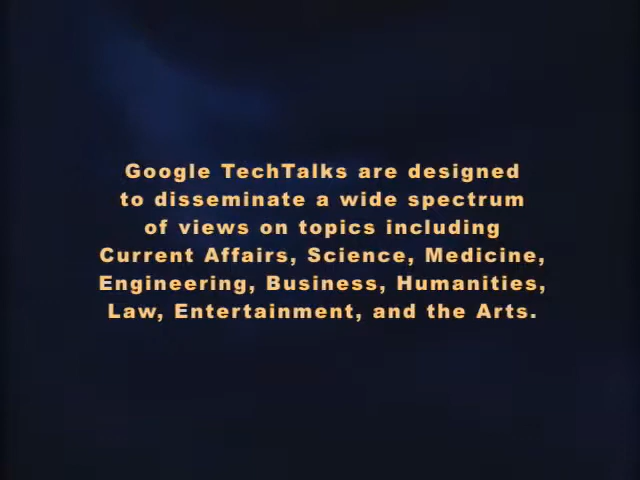 Google TechTalks are designed
to disseminate a wide spectrum
of views on topics including
Current Affairs, Science, Medicine,
Engineering, Business, Humanities,
Law, Entertainment, and the Arts.